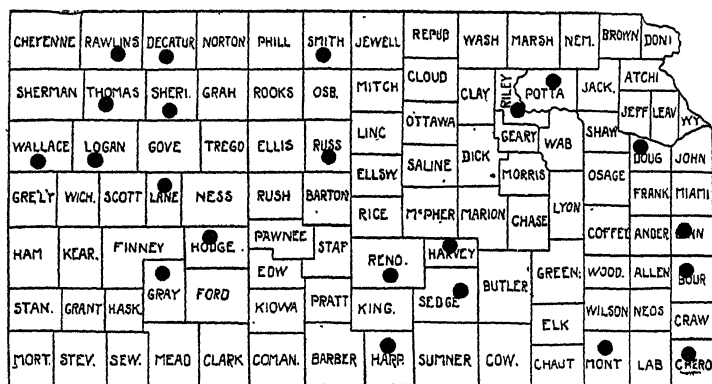 CHEYENNE RAWLINS DECATUR NORTON PHILL SMITH JEWELL REPUB WASH MARSH NEM. BROWN DONI
SHERMAN THOMAS SHERI. GRAH ROOKS OSB. MITCH CLOUD CLAY RILEY POTTA JACK. ATCHI
JEFF LEAV WY
WALLACE LOGAN GOVE TREGO ELLIS RUSS LINC OTTAWA GEARY WAB SHAW DOUG JOHN
ELLSW. SALINE DICK MORRIS OSAGE
GRE'LY WICH. SCOTT LANE NESS RUSH BARTON RICE McPHER MARION CHASE LYON FRANK MIAMI
HAM KEAR. FINNEY HODGE. PAWNEE STAF RENO. HARVEY COFFEY ANDER LINN
EDW BUTLER GREEN. WOOD. ALLEN BOUR
GRAY FORD SEDGE
STAN. GRANT HASK. KIOWA PRATT KING. ELK WILSON NEOS CRAW
MORT. STEV. SEW. MEAD CLARK COMAN. BARBER HARP. SUMNER COW. CHAUT MONT LAB CHERO